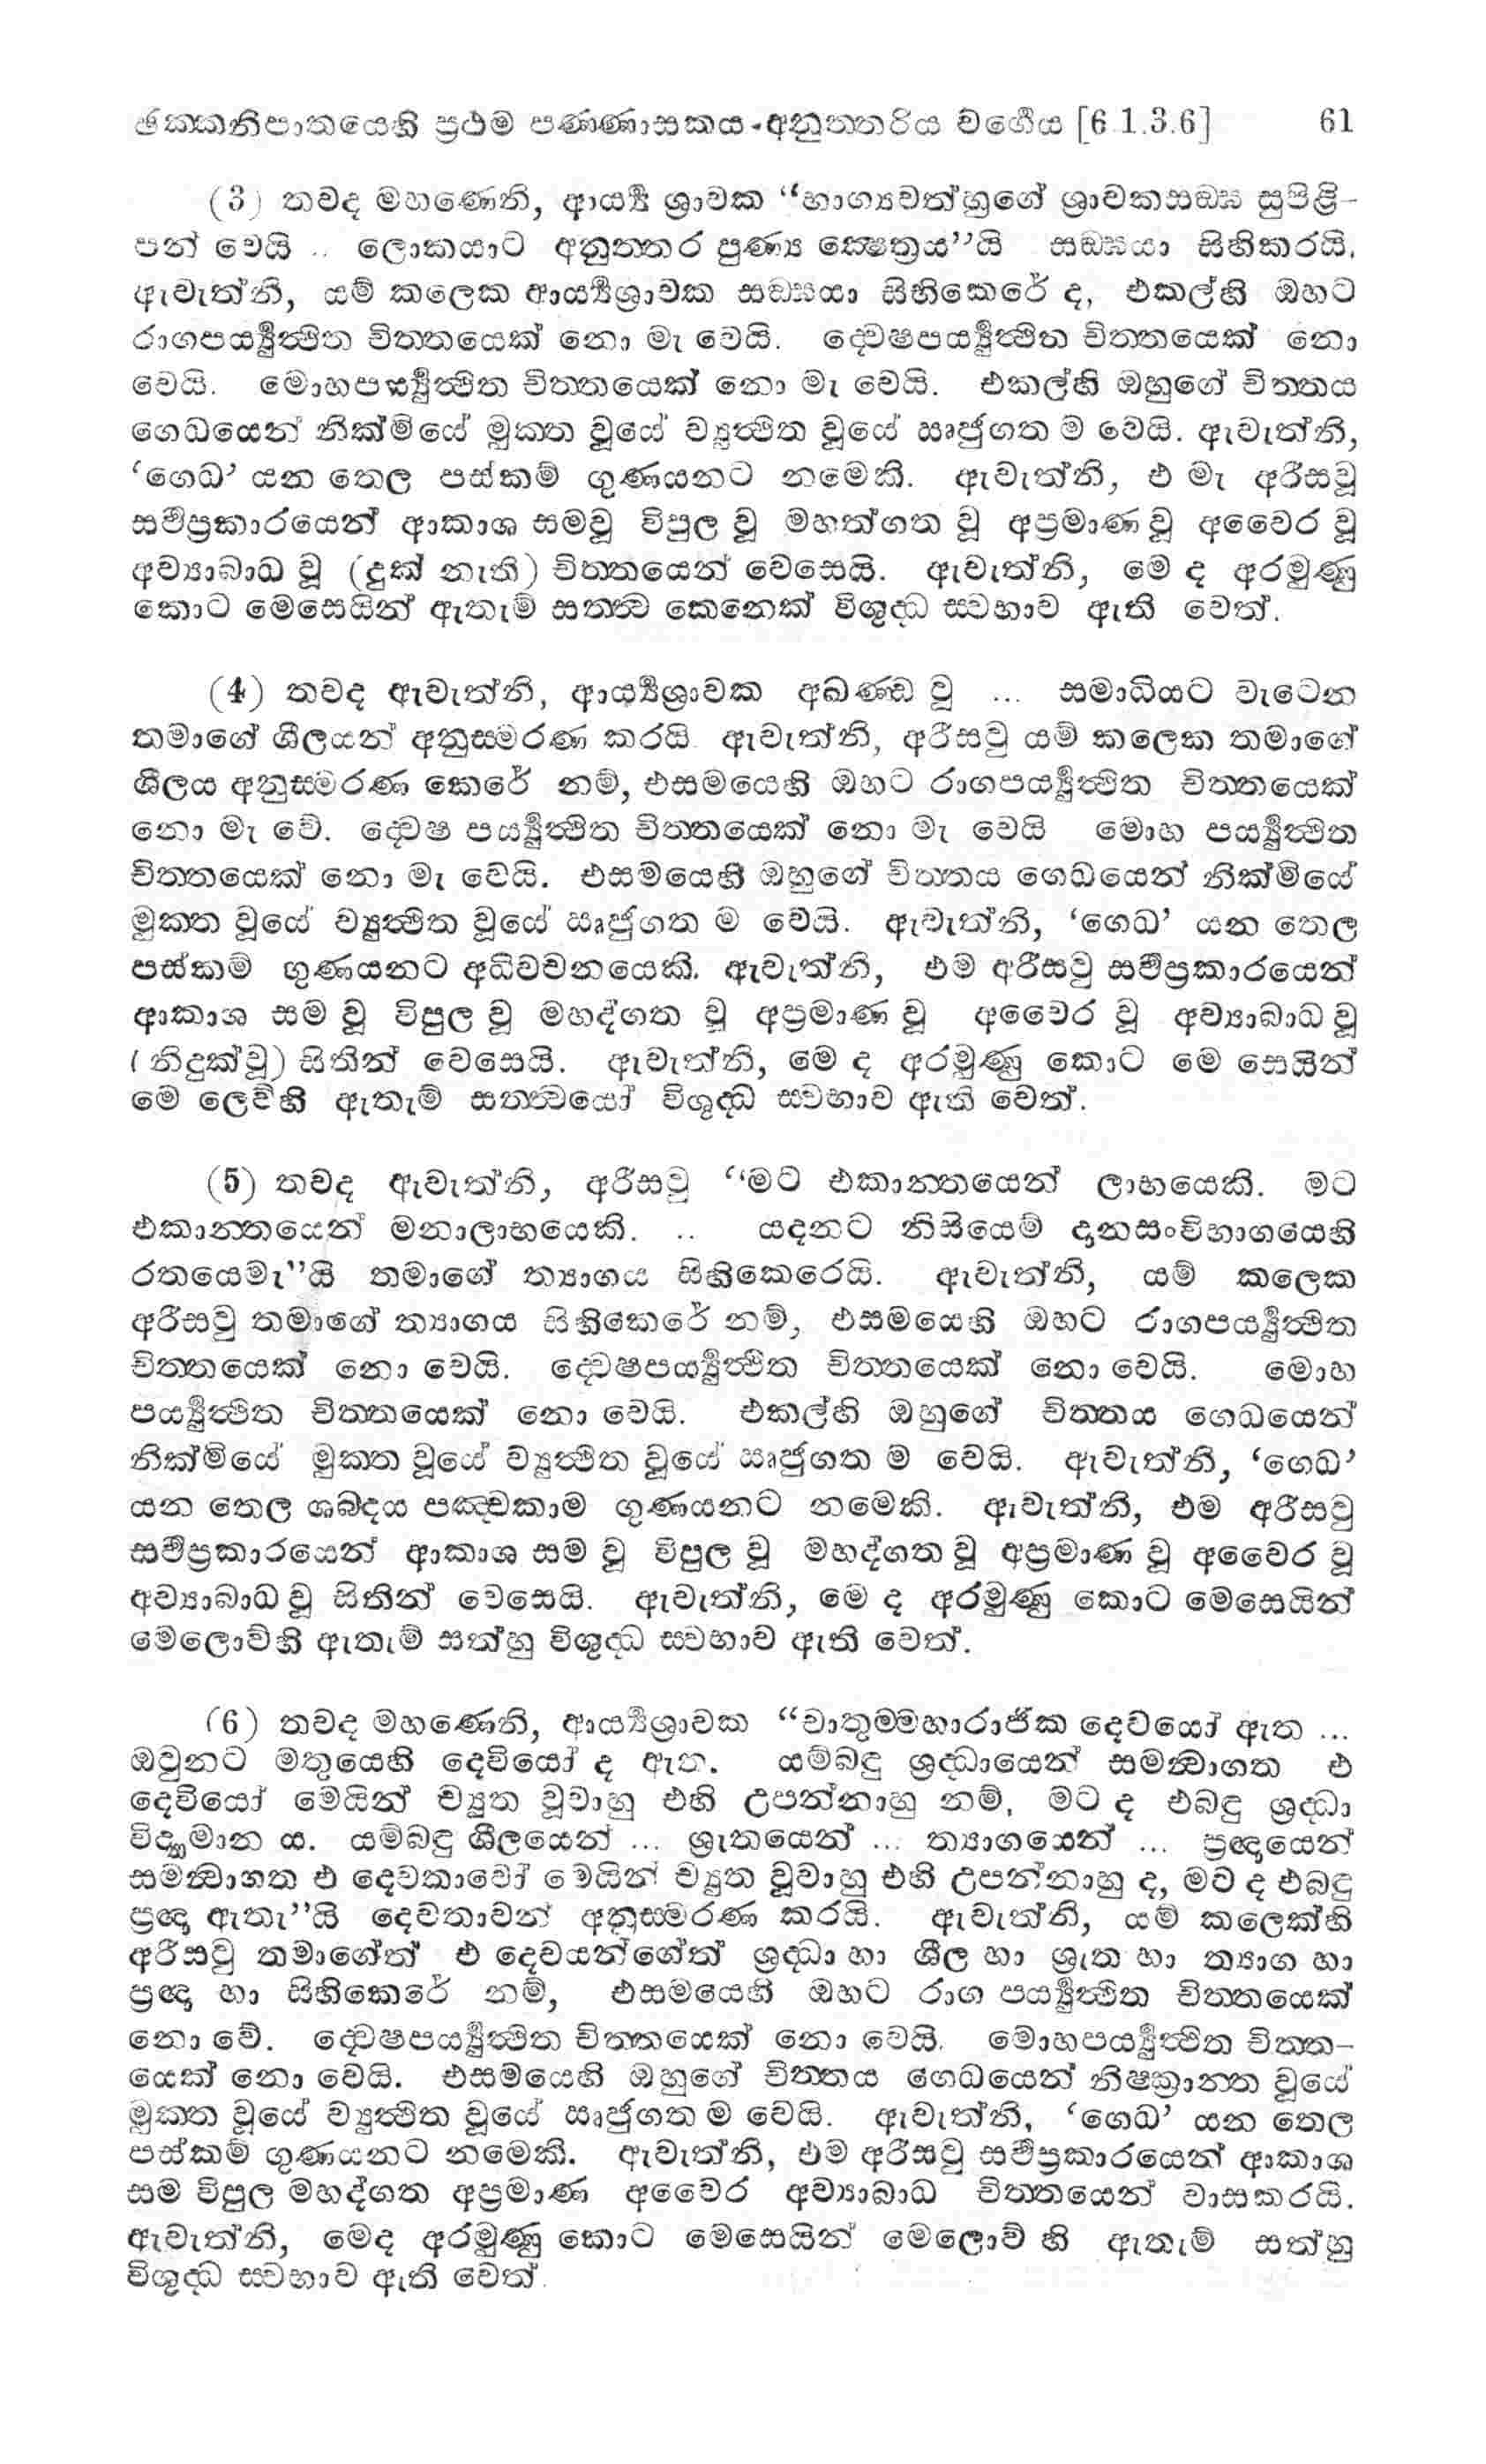 ඡක්කනිපාතයෙහි ප්‍රථම පණ්ණාසකය-අනුත්තරිය වර්‍ගය [6.1.3.6] 61
(3) තවද මහණෙනි, ආර්‍ය්‍ය ශ්‍රාවක “භාග්‍යවත්හුගේ ශ්‍රාවකසඞ්ඝ සුපිළි-
පන් වෙයි .. ලොකයාට අනුත්තර පුණ්‍ය ක්‍ෂෙත්‍රය”යි සඞ්ඝයා සිහිකරයි.
ඇවැත්නි, යම් කලෙක ආර්‍ය්‍යශ්‍රාවක සඞ්ඝයා සිහිකෙරේ ද, එකල්හි ඔහට
රාගපර්‍ය්‍යුත්‍ථිත චිත්තයෙක් නො මැ වෙයි. ද්වෙෂපර්‍ය්‍යුත්‍ථිත චිත්තයෙක් නො
වෙයි. මොහපර්‍ය්‍යුත්‍ථිත චිත්තයෙක් නො මැ වෙයි. එකල්හි ඔහුගේ චිත්තය
ගෙධයෙන් නික්මියේ මුක්ත වූයේ ව්‍යුත්‍ථිත වූයේ ඍජුගත ම වෙයි. ඇවැත්නි,
‘ගෙධ’ යන තෙල පස්කම් ගුණයනට නමෙකි. ඇවැත්නි, එ මැ අරීසවූ
සර්‍වප්‍රකාරයෙන් ආකාශ සමවූ විපුල වූ මහත්ගත වූ අප්‍රමාණ වූ අවෛර වූ
අව්‍යාබාධ වූ (දුක් නැති) චිත්තයෙන් වෙසෙයි. ඇවැත්නි, මෙ ද අරමුණු
කොට මෙසෙයින් ඇතැම් සත්ත්‍ව කෙනෙක් විශුද්ධ ස්වභාව ඇති වෙත්.
(4) තවද ඇවැත්නි, ආර්‍ය්‍යශ්‍රාවක අඛණ්ඩ වූ ... සමාධියට වැටෙන
තමාගේ ශීලයන් අනුස්මරණ කරයි. ඇවැත්නි, අරීසවු යම් කලෙක තමාගේ
ශීලය අනුස්මරණ කෙරේ නම්, එසමයෙහි ඔහට රාගපර්‍ය්‍යුත්‍ථිත චිත්තයෙක්
නො මැ වේ. ද්වෙෂ පර්‍ය්‍යුත්‍ථිත චිත්තයෙක් නො මැ වෙයි මොහ පර්‍ය්‍යුත්‍ථිත
චිත්තයෙක් නො මැ වෙයි. එසමයෙහි ඔහුගේ චිත්තය ගෙධයෙන් නික්මියේ
මුක්ත වූයේ ව්‍යුත්‍ථිත වූයේ ඍජුගත ම වෙයි. ඇවැත්නි, ‘ගෙධ’ යන තෙල
පස්කම් ගුණයනට අධිවචනයෙකි. ඇවැත්නි, එම අරීසවු සර්‍වප්‍රකාරයෙන්
ආකාශ සම වූ විපුල වූ මහද්ගත වූ අප්‍රමාණ වූ අවෛර වූ අව්‍යාබාධ වූ
(නිදුක්වූ) සිතින් වෙසෙයි. ඇවැත්නි, මෙ ද අරමුණු කොට මෙ සෙයින්
මෙ ලෙව්හි ඇතැම් සත්ත්‍වයෝ විශුද්ධ ස්වභාව ඇති වෙත්.
(5) තවද ඇවැත්නි, අරීසවු “මට එකාන්තයෙන් ලාභයෙකි. මට
එකාන්තයෙන් මනාලාභයෙකි. .. යදනට නිසියෙම් දානසංවිභාගයෙහි
රතයෙමැ”යි තමාගේ ත්‍යාගය සිහිකෙරෙයි. ඇවැත්නි, යම් කලෙක
අරීසවු තමාගේ ත්‍යාගය සිහිකෙරේ නම්, එසමයෙහි ඔහට රාගපර්‍ය්‍යුත්‍ථිත
චිත්තයෙක් නො වෙයි. ද්වෙෂපර්‍ය්‍යුත්‍ථිත චිත්තයෙක් නො වෙයි. මොහ
පර්‍ය්‍යුත්‍ථිත චිත්තයෙක් නො වෙයි. එකල්හි ඔහුගේ චිත්තය ගෙධයෙන්
නික්මියේ මුක්ත වූයේ ව්‍යුත්‍ථිත වූයේ ඍජුගත ම වෙයි. ඇවැත්නි, ‘ගෙධ’
යන තෙල ශබ්දය පඤ්චකාම ගුණයනට නමෙකි. ඇවැත්නි, එම අරීසවු
සර්‍වප්‍රකාරයෙන් ආකාශ සම වූ විපුල වූ මහද්ගත වූ අප්‍රමාණ වූ අවෛර වූ
අව්‍යාබාධ වූ සිතින් වෙසෙයි. ඇවැත්නි, මෙ ද අරමුණු කොට මෙසෙයින්
මෙලොව්හි ඇතැම් සත්හු විශුද්ධ ස්වභාව ඇති වෙත්.
(6) තවද මහණෙනි, ආර්‍ය්‍යශ්‍රාවක “චාතුම්මහාරාජික දෙවයෝ ඇත ...
ඔවුනට මතුයෙහි දෙවියෝ ද ඇත. යම්බඳු ශ්‍රද්ධායෙන් සමන්‍වාගත එ
දෙවියෝ මෙයින් ච්‍යුත වූවාහු එහි උපන්නාහු නම්, මට ද එබඳු ශ්‍රද්ධා
විද්‍යමාන ය. යම්බඳු ශීලයෙන් ... ශ්‍රුතයෙන් ... ත්‍යාගයෙන් ... ප්‍රඥායෙන්
සමන්‍වාගත එ දෙවතාවෝ මෙයින් ච්‍යුත වූවාහු එහි උපන්නාහු ද, මට ද එබඳු
ප්‍රඥා ඇතැ”යි දෙවතාවන් අනුස්මරණ කරයි. ඇවැත්නි, යම් කලෙක්හි
අරීසවු තමාගේත් එ දෙවයන්ගේත් ශ්‍රද්ධා හා ශීල හා ශ්‍රුත හා ත්‍යාග හා
ප්‍රඥා හා සිහිකෙරේ නම්, එසමයෙහි ඔහට රාග පර්‍ය්‍යුත්‍ථිත චිත්තයෙක්
නො වේ. ද්වෙෂපර්‍ය්‍යුත්‍ථිත චිත්තයෙක් නො වෙයි. මොහපර්‍ය්‍යුත්‍ථිත චිත්ත-
යෙක් නො වෙයි. එසමයෙහි ඔහුගේ චිත්තය ගෙධයෙන් නිෂ්ක්‍රාන්ත වූයේ
මුක්ත වූයේ ව්‍යුත්‍ථිත වූයේ ඍජුගත ම වෙයි. ඇවැත්නි, ‘ගෙධ’ යන තෙල
පස්කම් ගුණයනට නමෙකි. ඇවැත්නි, එම අරීසවු සර්‍වප්‍රකාරයෙන් ආකාශ
සම විපුල මහද්ගත අප්‍රමාණ අවෛර අව්‍යාබාධ චිත්තයෙන් වාසකරයි.
ඇවැත්නි, මෙද අරමුණු කොට මෙසෙයින් මෙලොව් හි ඇතැම් සත්හු
විශුද්ධ ස්වභාව ඇති වෙත්.